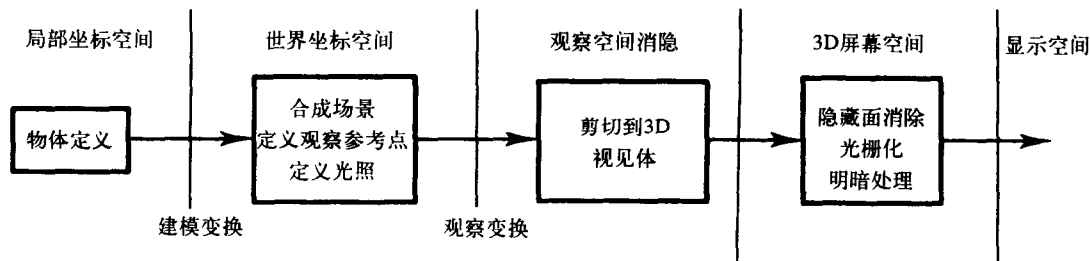 局部坐标空间
世界坐标空间
观察空间消隐
3D屏幕空间
显示空间
物体定义
合成场景
定义观察参考点
定义光照
剪切到3D
视见体
隐藏面消除
光栅化
明暗处理
建模变换
观察变换